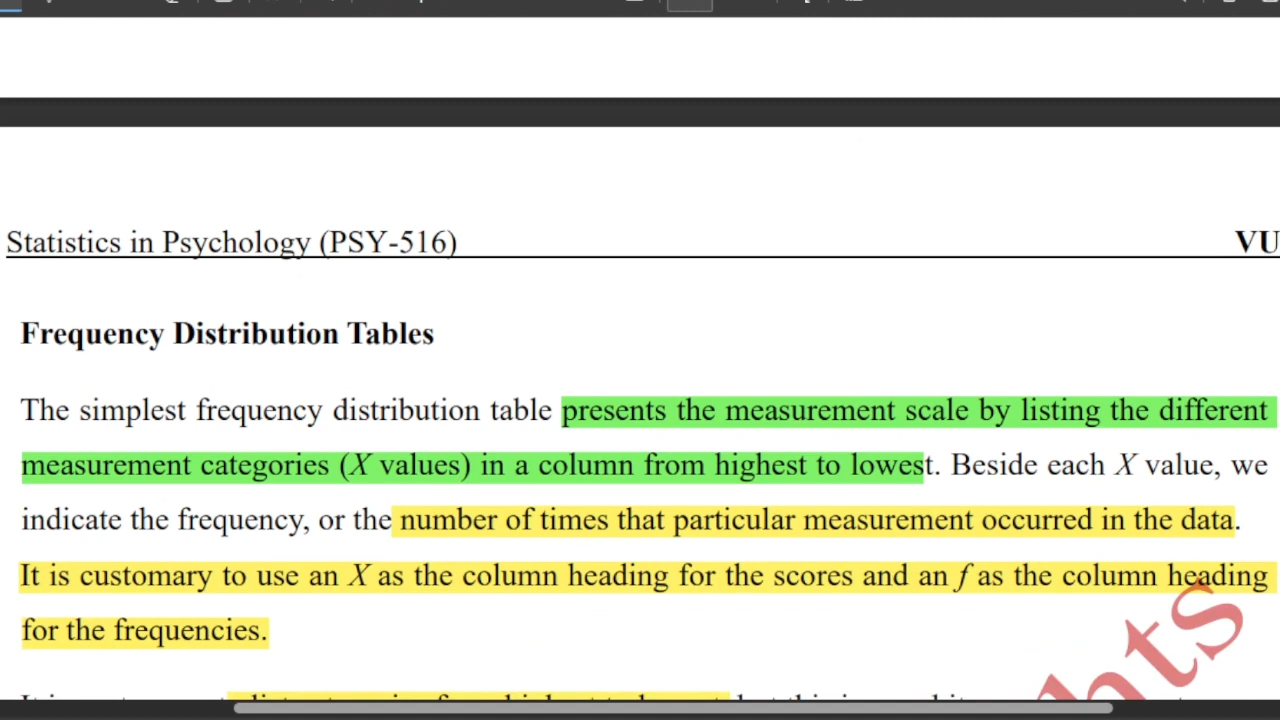 Statistics in Psychology (PSY-516) VU
Frequency Distribution Tables
The simplest frequency distribution table presents the measurement scale by listing the different
measurement categories (X values) in a column from highest to lowest. Beside each X value, we
indicate the frequency, or the number of times that particular measurement occurred in the data.
It is customary to use an X as the column heading for the scores and an f as the column heading
for the frequencies.